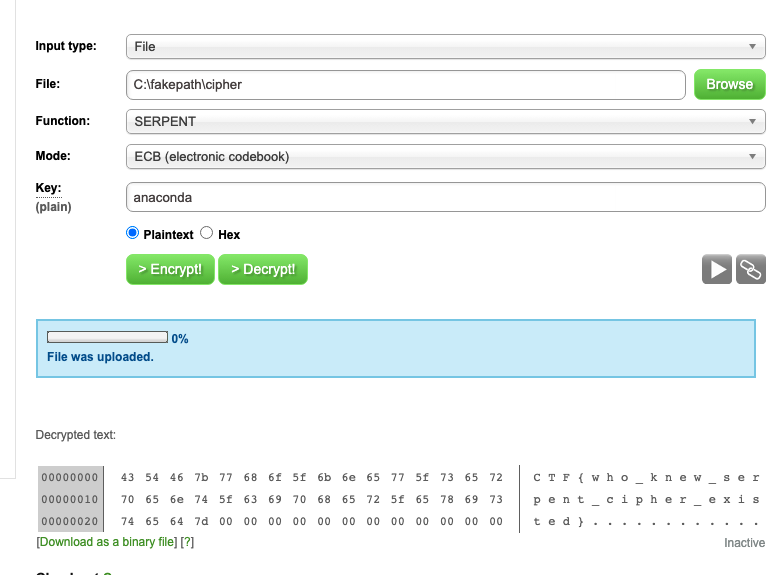 Input type: File
File: C:\fakepath\cipher Browse
Function: SERPENT
Mode: ECB (electronic codebook)
Key: anaconda
(plain)
Plaintext Hex
> Encrypt! > Decrypt!
0%
File was uploaded.
Decrypted text:
00000000 43 54 46 7b 77 68 6f 5f 6b 6e 65 77 5f 73 65 72 C T F { w h o _ k n e w _ s e r
00000010 70 65 6e 74 5f 63 69 70 68 65 72 5f 65 78 69 73 p e n t _ c i p h e r _ e x i s
00000020 74 65 64 7d 00 00 00 00 00 00 00 00 00 00 00 00 t e d } . . . . . . . . . . . .
[Download as a binary file] [?]
Inactive